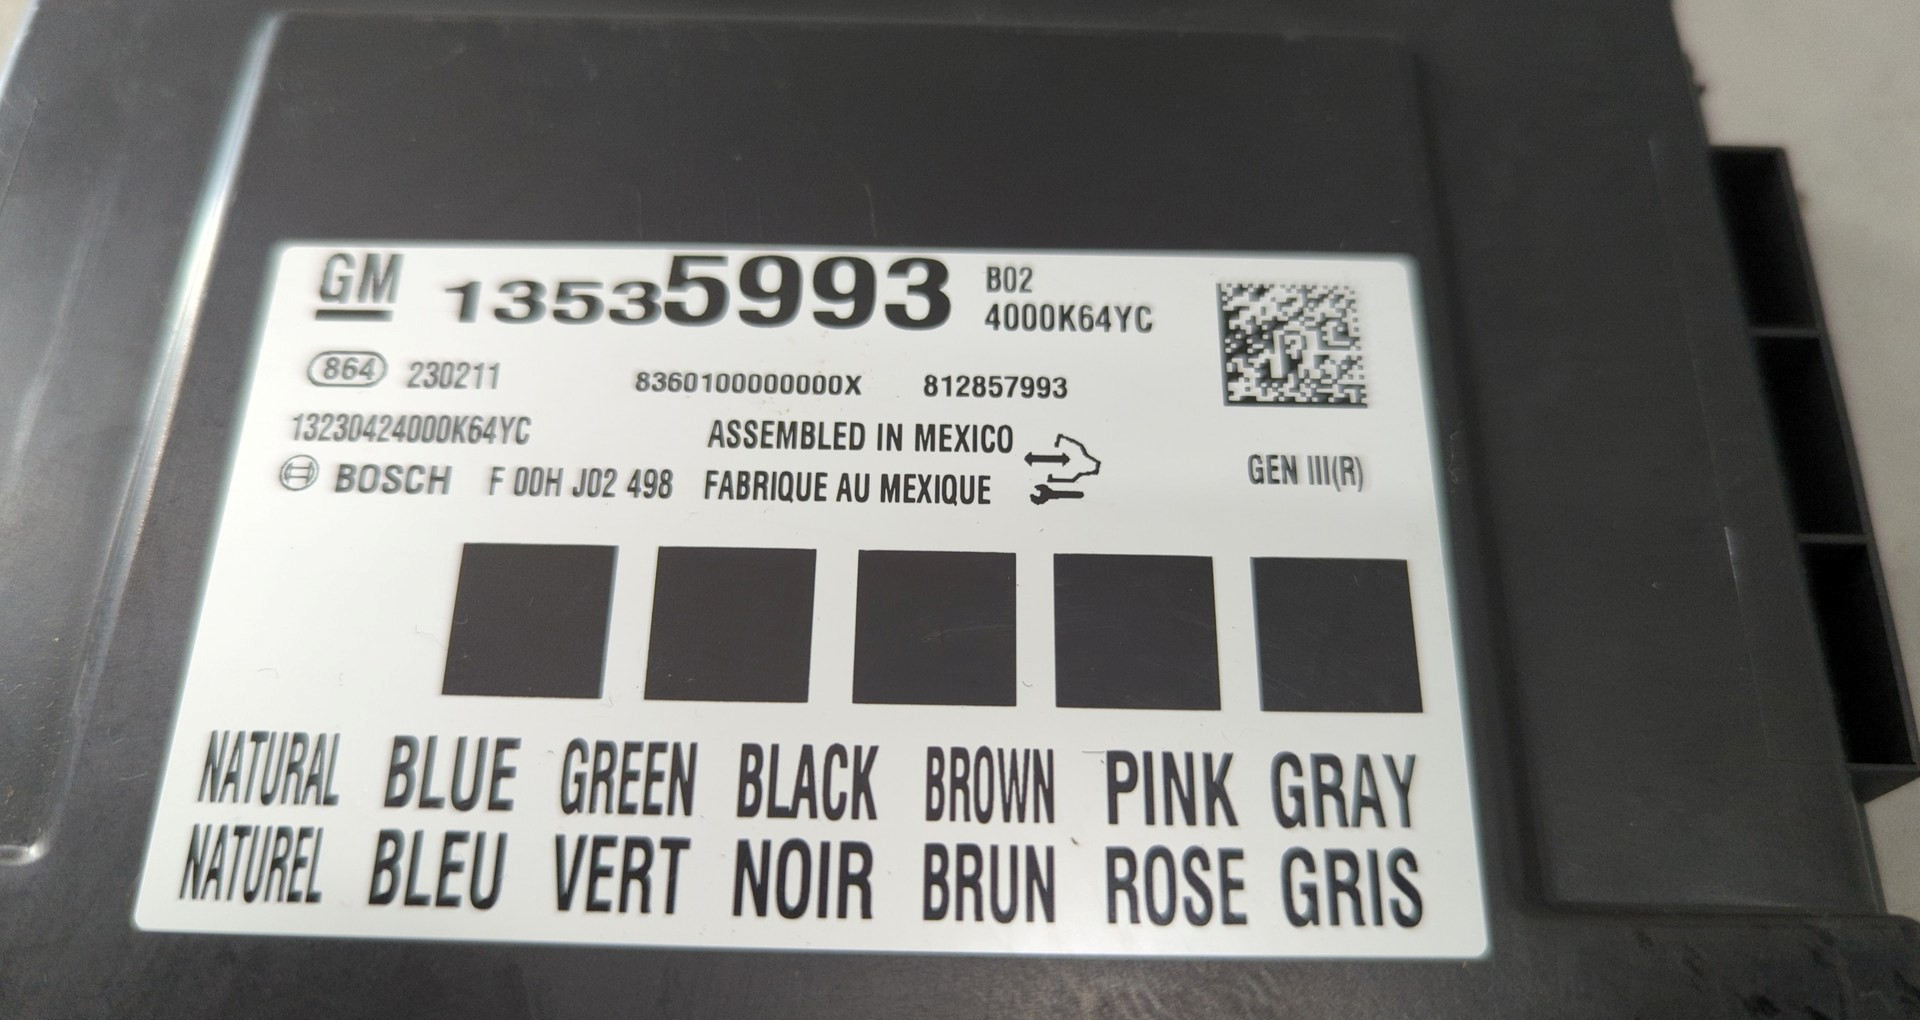 GM 13535993 B02
4000K64YC
864 230211 8360100000000X 812857993
13230424000K64YC ASSEMBLED IN MEXICO
BOSCH F 00H J02 498 FABRIQUE AU MEXIQUE GEN III(R)
NATURAL BLUE GREEN BLACK BROWN PINK GRAY
NATUREL BLEU VERT NOIR BRUN ROSE GRIS